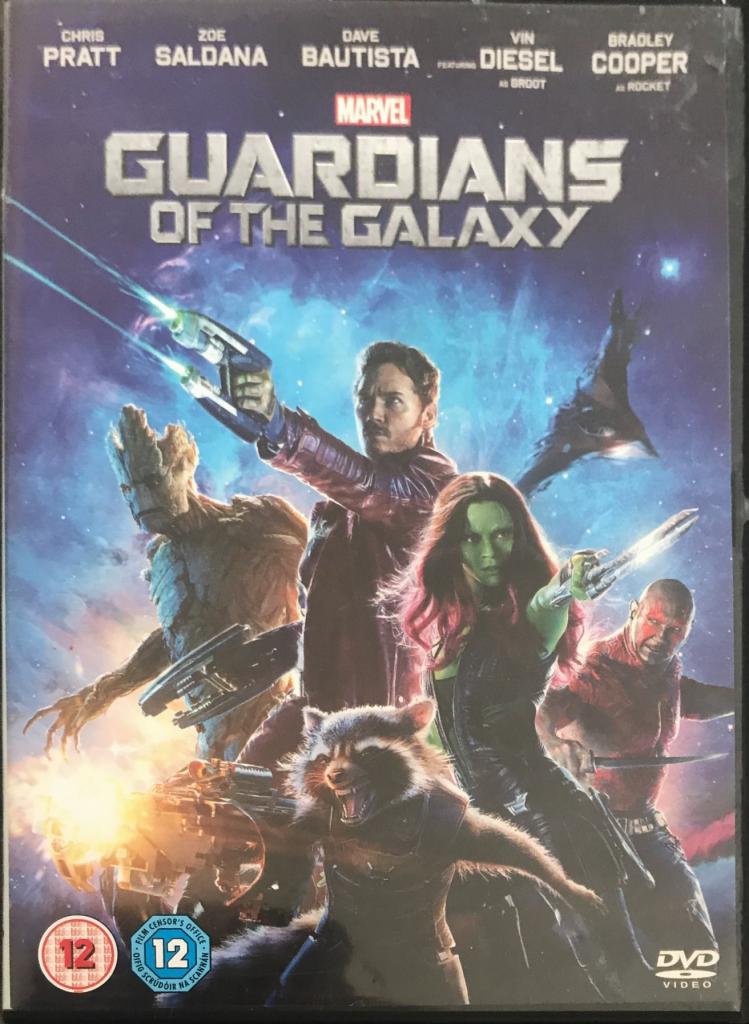 CHRIS
PRATT
ZOE
SALDANA
DAVE
BAUTISTA
FEATURING
VIN
DIESEL
AS GROOT
BRADLEY
COOPER
AS ROCKET
MARVEL
GUARDIANS
OF THE GALAXY
12
FILM CENSOR'S OFFICE
12
OIFIG SCRÚDÓIR NA SCANNÁN
DVD
VIDEO